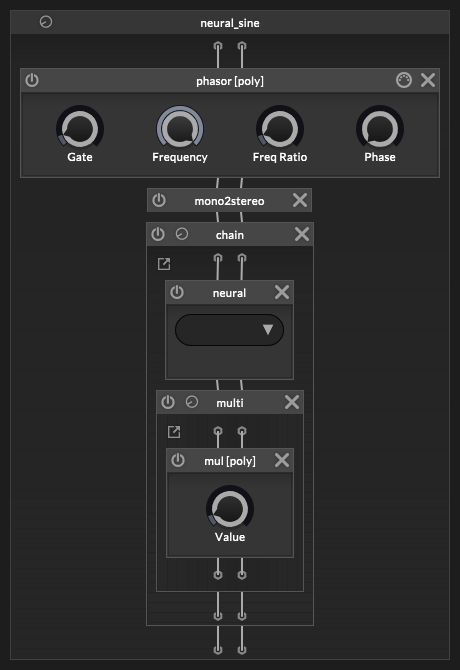 neural_sine
phasor [poly]
Gate Frequency Freq Ratio Phase
mono2stereo
chain
neural
multi
mul [poly]
Value